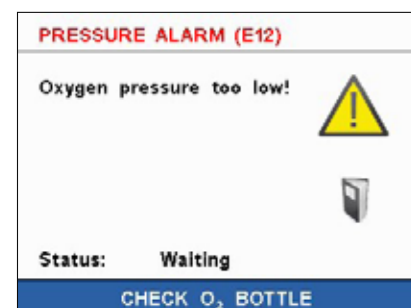 PRESSURE ALARM (E12)
Oxygen pressure too low!
Status: Waiting
CHECK O₂ BOTTLE